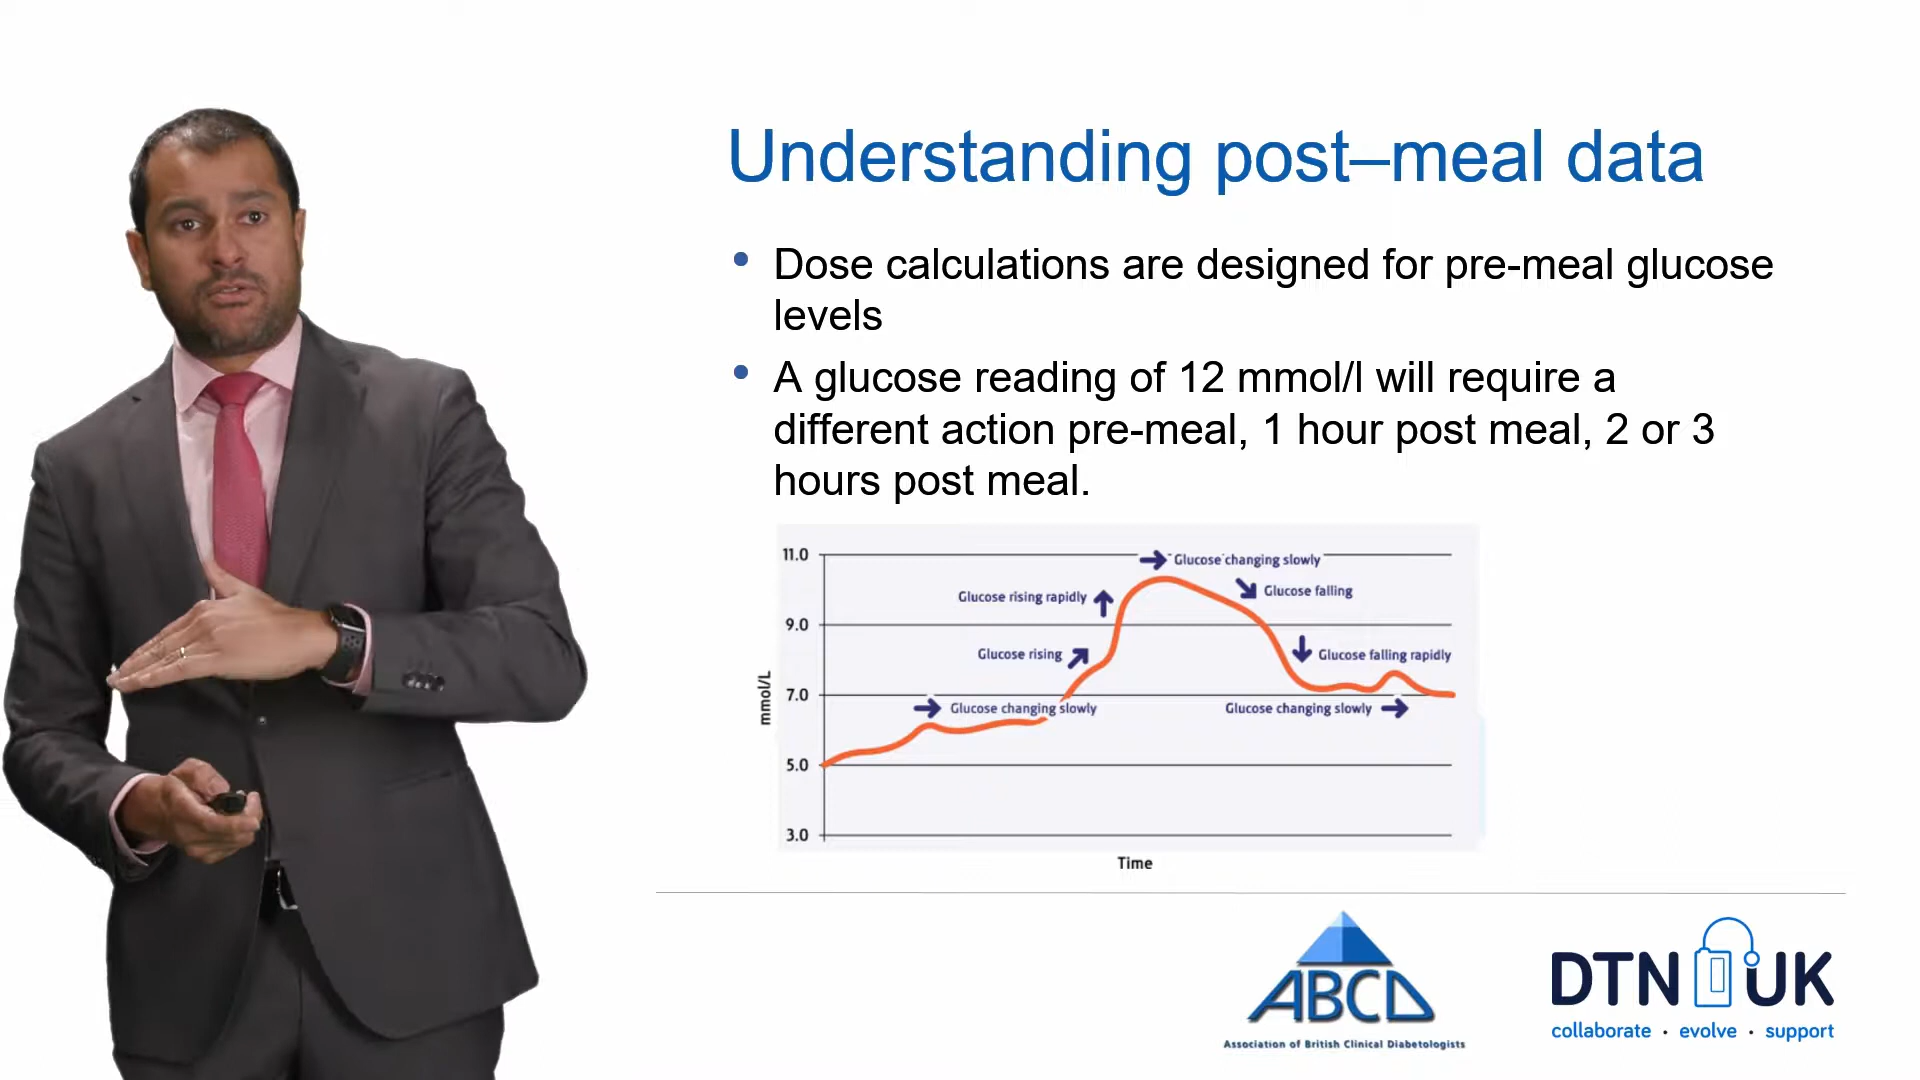 Understanding post–meal data
• Dose calculations are designed for pre-meal glucose
levels
• A glucose reading of 12 mmol/l will require a
different action pre-meal, 1 hour post meal, 2 or 3
hours post meal.
11.0
Glucose changing slowly
Glucose falling
Glucose rising rapidly
9.0
Glucose rising
Glucose falling rapidly
7.0
Glucose changing slowly
Glucose changing slowly
mmol/L
5.0
3.0
Time
ABCD
Association of British Clinical Diabetologists
DTN UK
collaborate · evolve · support